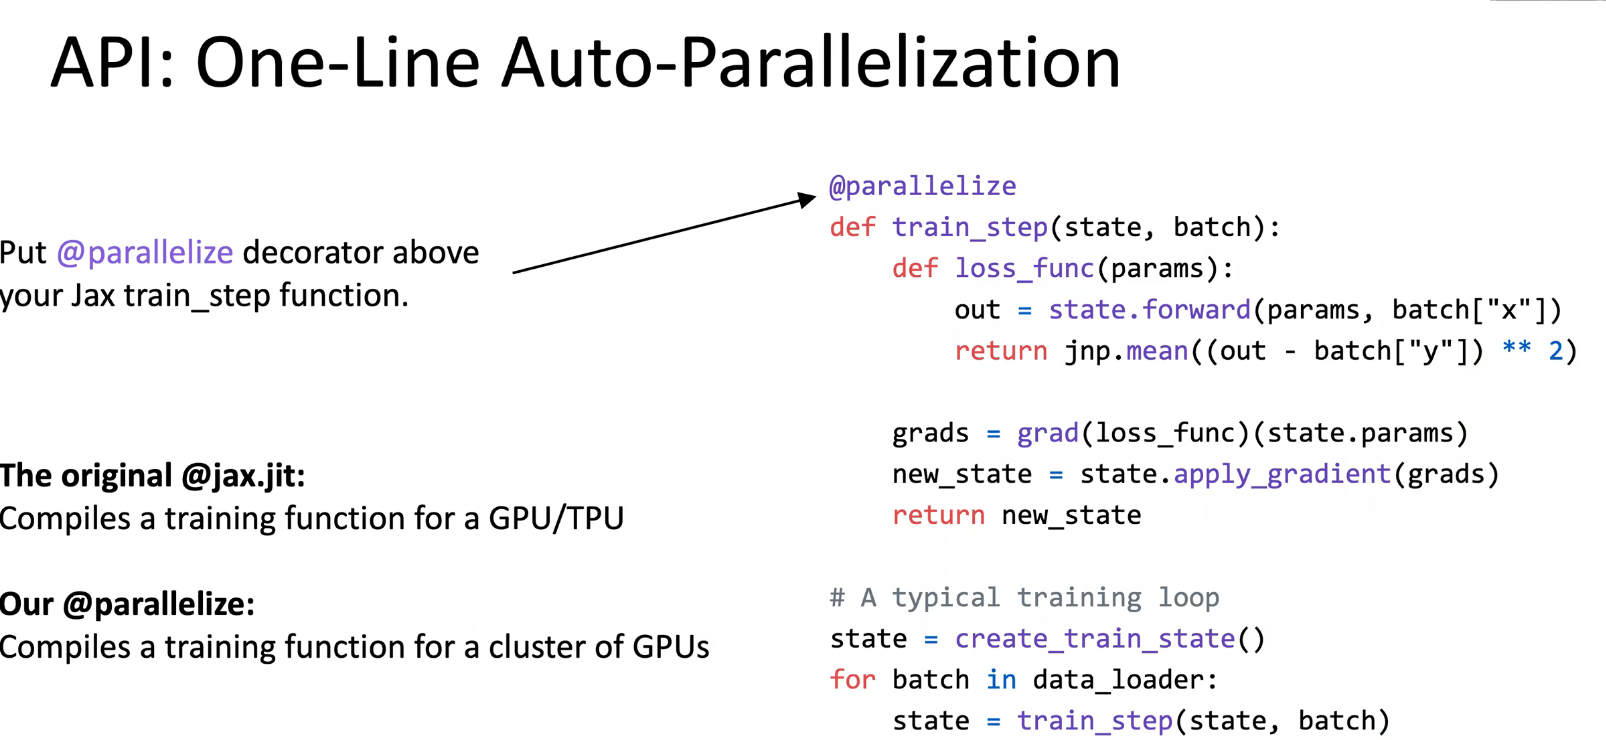 API: One-Line Auto-Parallelization
Put @parallelize decorator above
your Jax train_step function.
The original @jax.jit:
Compiles a training function for a GPU/TPU
Our @parallelize:
Compiles a training function for a cluster of GPUs
@parallelize
def train_step(state, batch):
    def loss_func(params):
        out = state.forward(params, batch["x"])
        return jnp.mean((out - batch["y"]) ** 2)

    grads = grad(loss_func)(state.params)
    new_state = state.apply_gradient(grads)
    return new_state

# A typical training loop
state = create_train_state()
for batch in data_loader:
    state = train_step(state, batch)